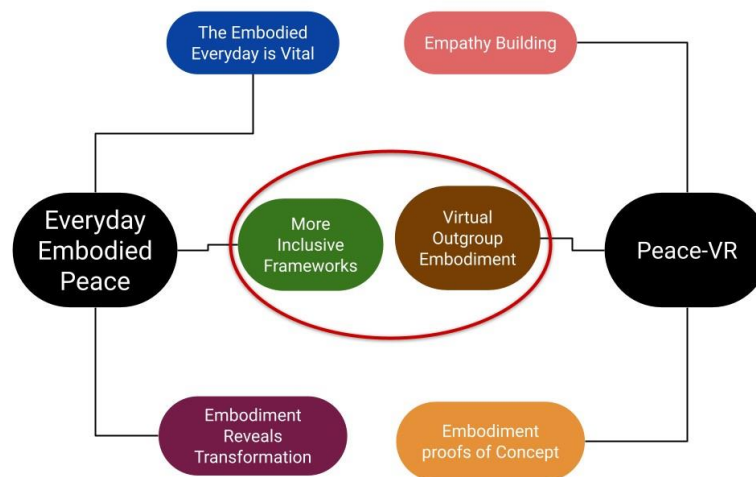 The Embodied
Everyday is Vital
Empathy Building
Everyday
Embodied
Peace
More
Inclusive
Frameworks
Virtual
Outgroup
Embodiment
Peace-VR
Embodiment
Reveals
Transformation
Embodiment
proofs of Concept